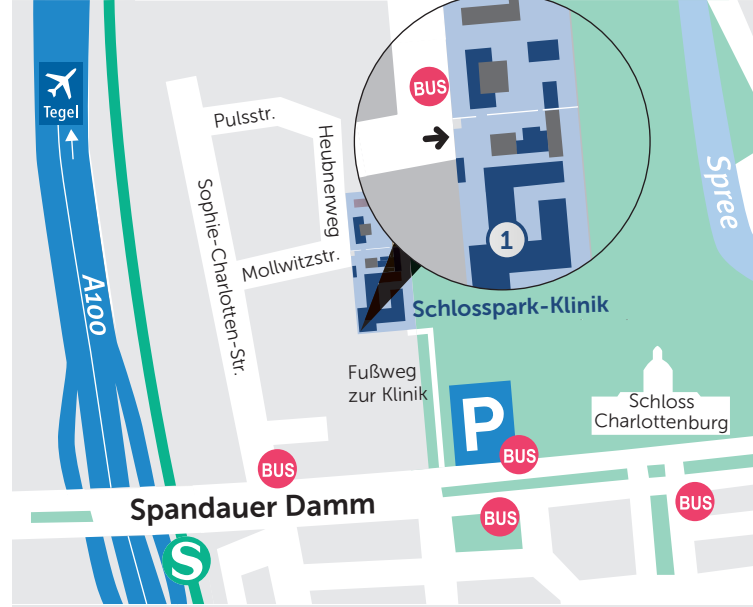 BUS
Tegel
Pulsstr.
Heubnerweg
Spree
Sophie-Charlotten-Str.
1
Mollwitzstr.
A100
Schlosspark-Klinik
Fußweg
zur Klinik
P
Schloss
Charlottenburg
BUS
BUS
BUS
BUS
Spandauer Damm
S